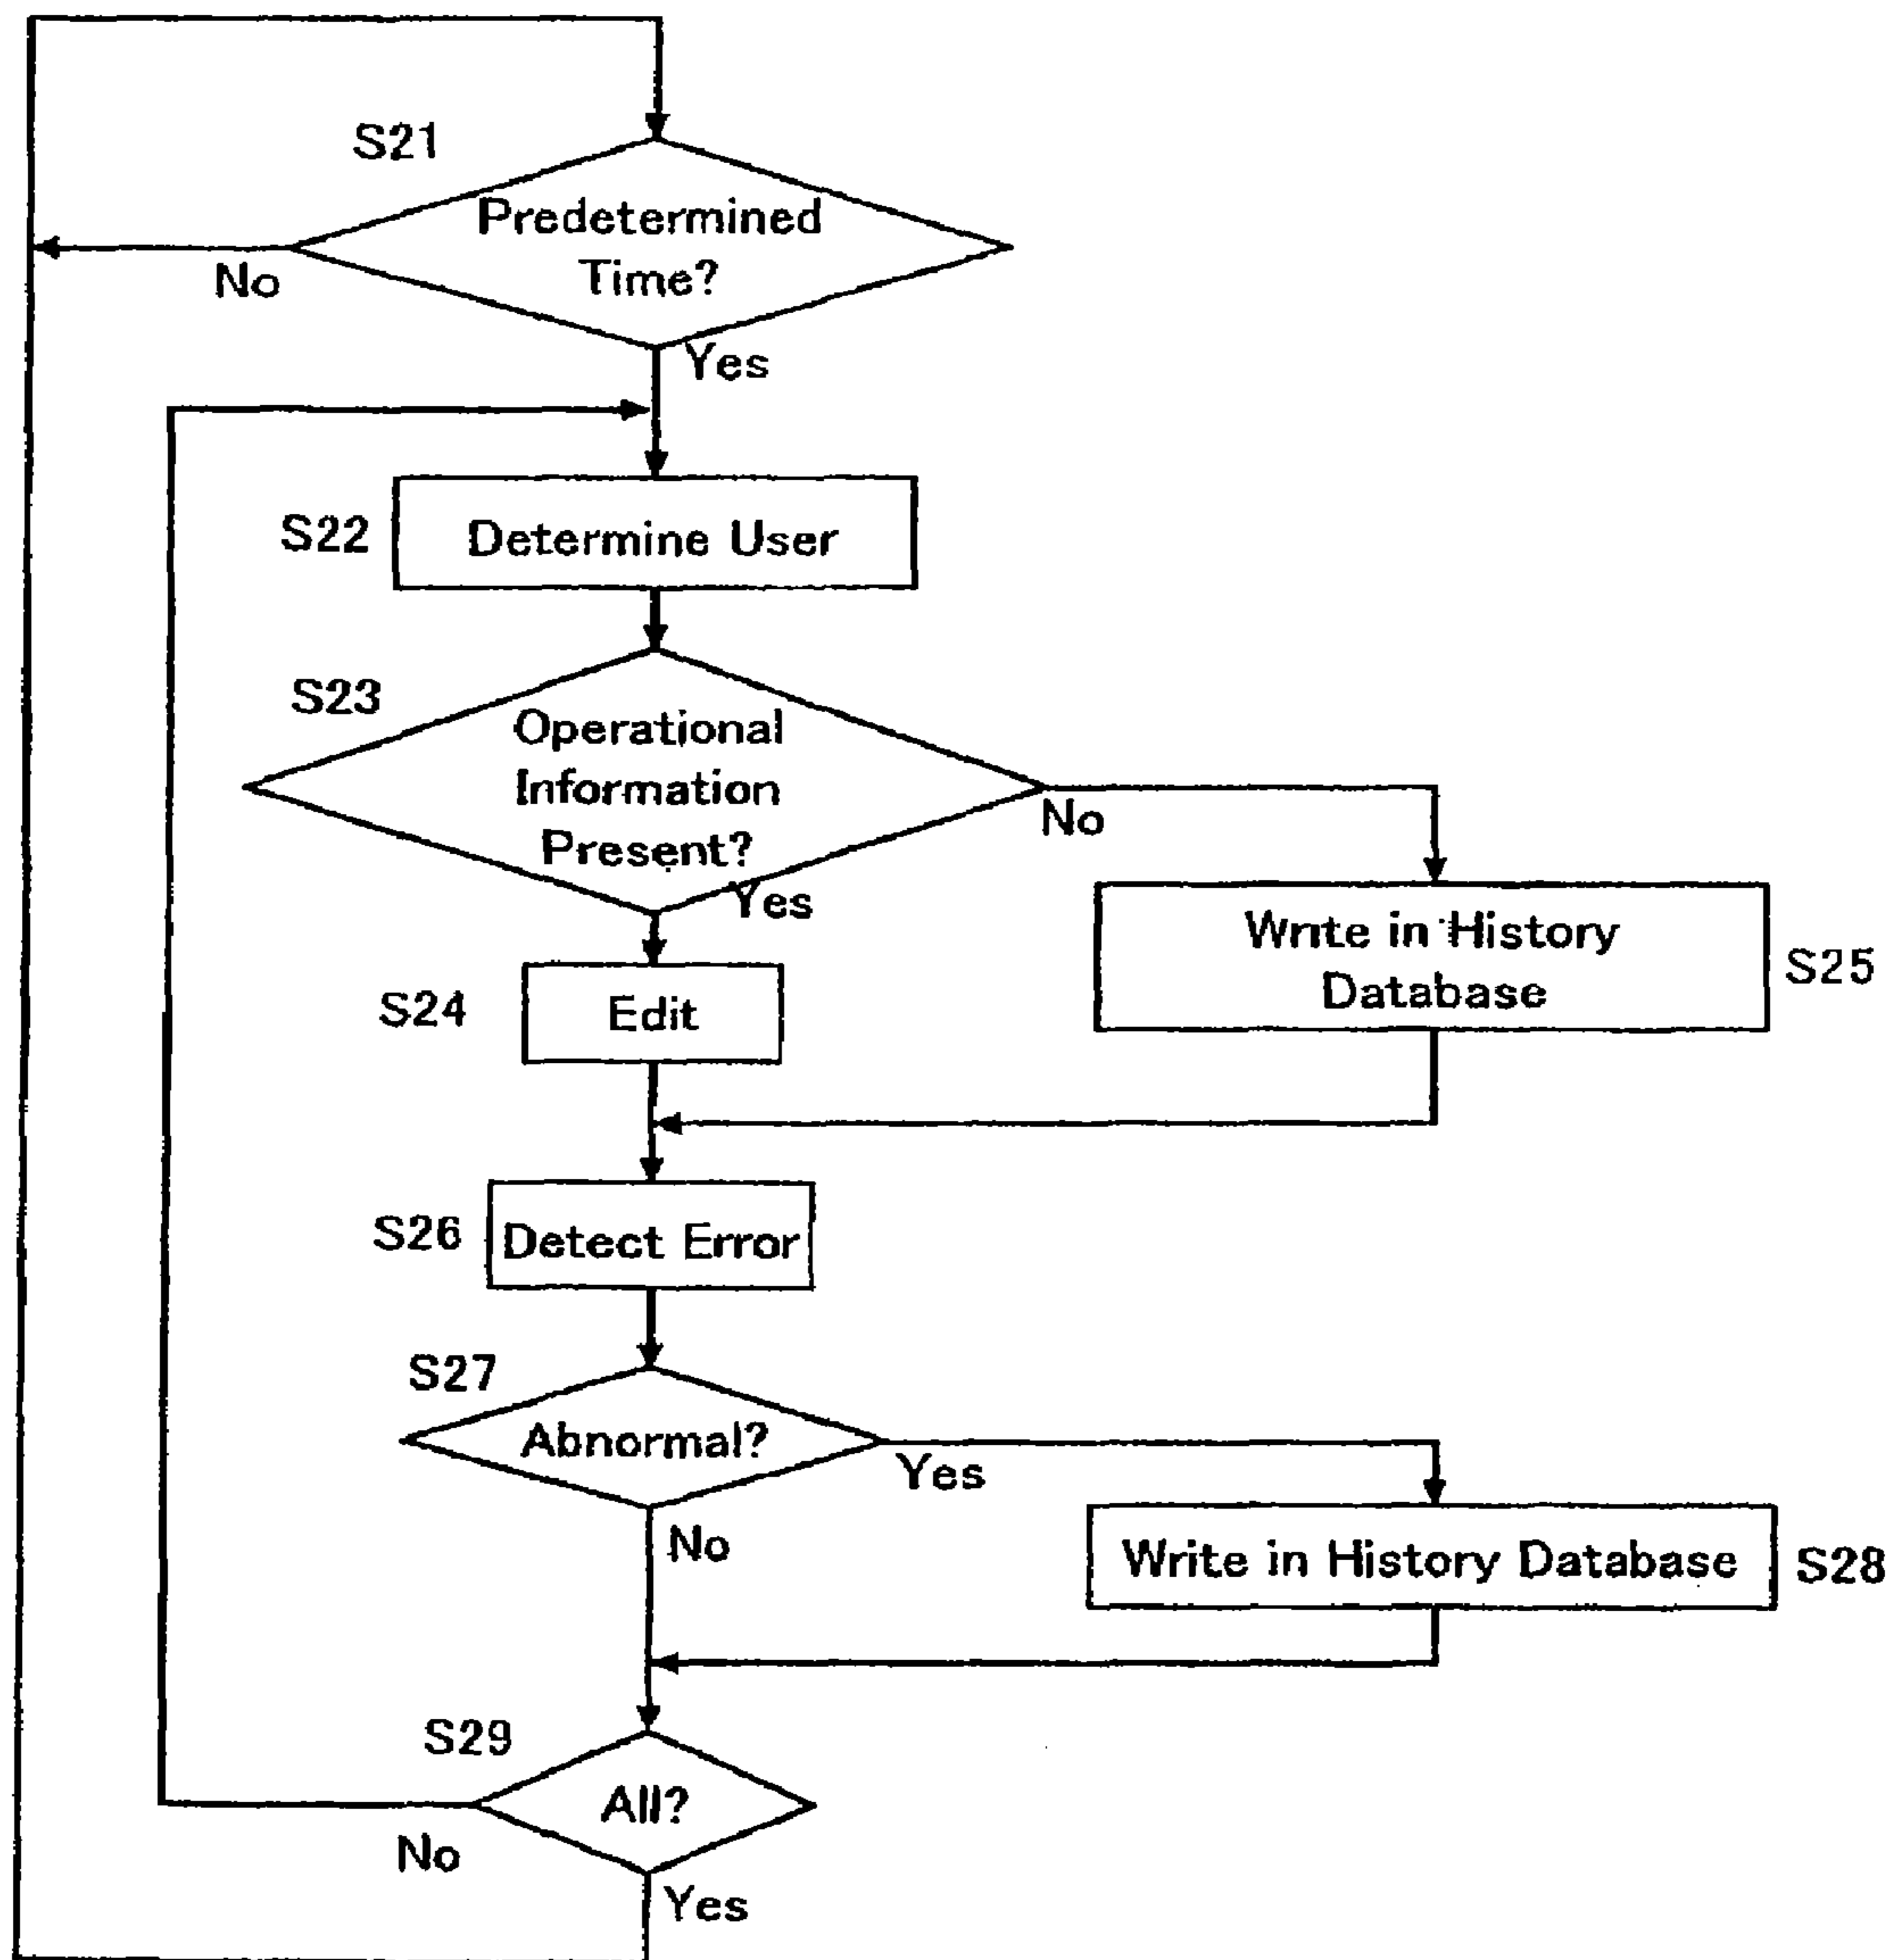 S21
Predetermined
Time?
No
Yes
S22
Determine User
S23
Operational
Information
Present?
No
Yes
Write in History
Database
S25
S24
Edit
S26
Detect Error
S27
Abnormal?
Yes
No
Write in History Database
S28
S29
All?
No
Yes